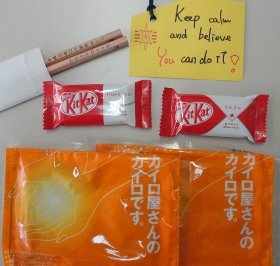 Keep calm
and believe
You can do it!
KitKat
KitKat
カイロ屋さんの
カイロです。
カイロ屋さんの
カイロです。